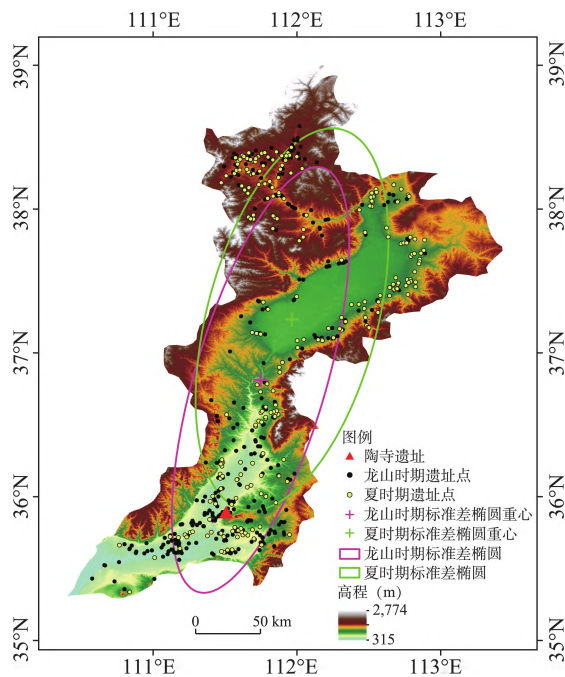 111°E 112°E 113°E
39°N 39°N
38°N 38°N
37°N 37°N
图例
陶寺遗址
龙山时期遗址点
夏时期遗址点
36°N 36°N
龙山时期标准差椭圆重心
夏时期标准差椭圆重心
龙山时期标准差椭圆
夏时期标准差椭圆
高程（m）
2,774
315
0 50 km
35°N 35°N
111°E 112°E 113°E